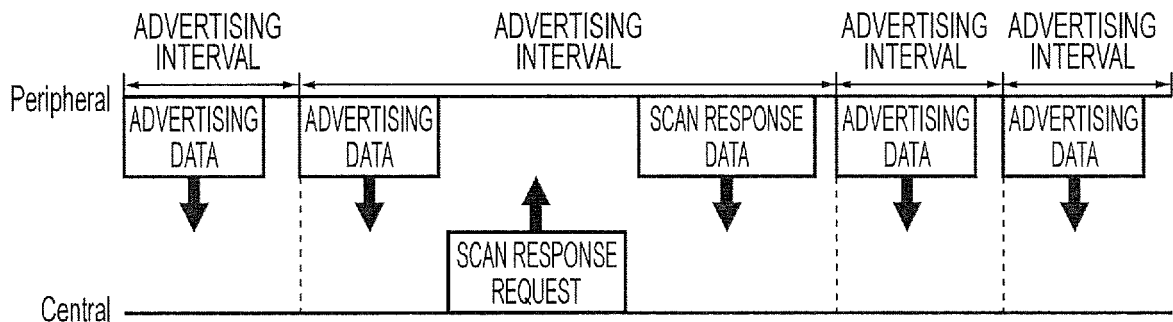 ADVERTISING
INTERVAL
ADVERTISING
INTERVAL
ADVERTISING
INTERVAL
ADVERTISING
INTERVAL
Peripheral
ADVERTISING
DATA
ADVERTISING
DATA
SCAN RESPONSE
DATA
ADVERTISING
DATA
ADVERTISING
DATA
SCAN RESPONSE
REQUEST
Central